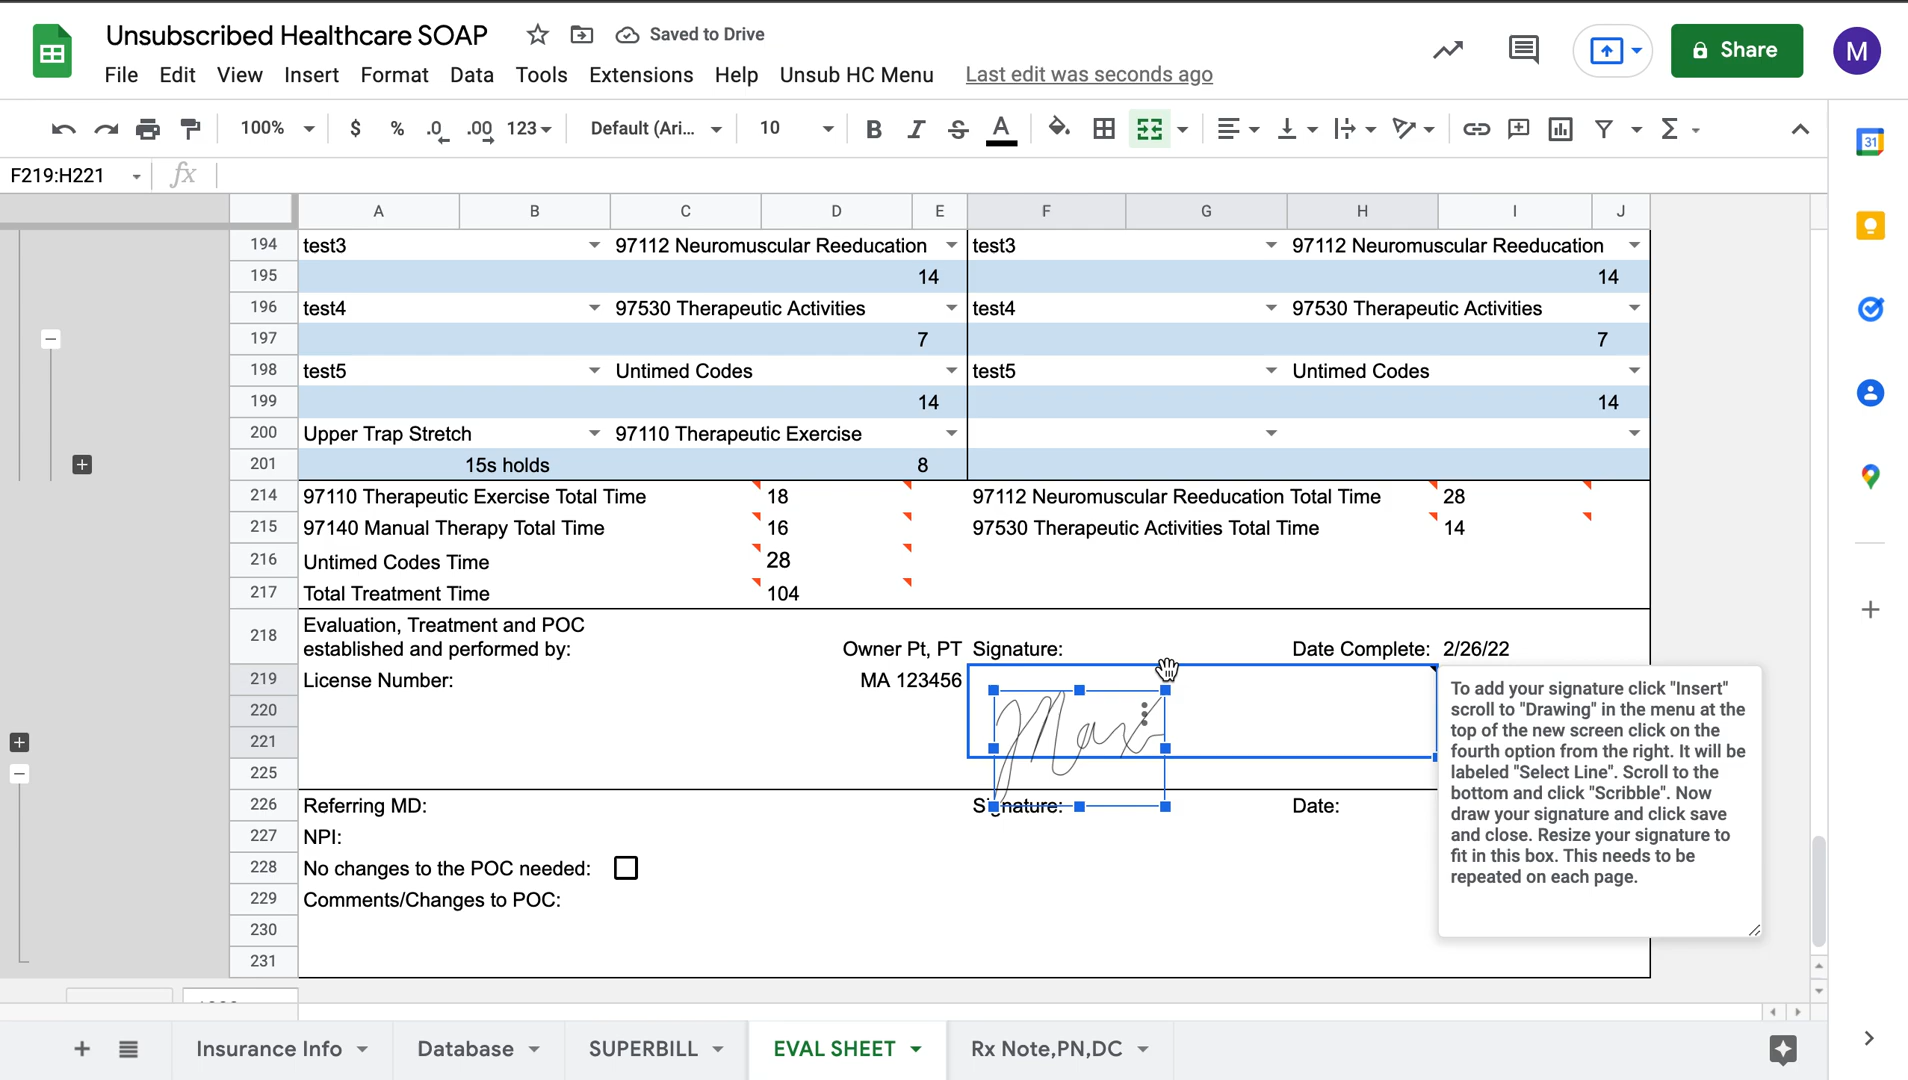 Unsubscribed Healthcare SOAP
Saved to Drive
File Edit View Insert Format Data Tools Extensions Help Unsub HC Menu Last edit was seconds ago
Share
M
100% $ % .0 .00 123 Default (Ari... 10 B I S A
31
F219:H221 fx
A B C D E F G H I J
194 test3 97112 Neuromuscular Reeducation test3 97112 Neuromuscular Reeducation
195 14 14
196 test4 97530 Therapeutic Activities test4 97530 Therapeutic Activities
197 7 7
198 test5 Untimed Codes test5 Untimed Codes
199 14 14
200 Upper Trap Stretch 97110 Therapeutic Exercise
201 15s holds 8
214 97110 Therapeutic Exercise Total Time 18 97112 Neuromuscular Reeducation Total Time 28
215 97140 Manual Therapy Total Time 16 97530 Therapeutic Activities Total Time 14
216 Untimed Codes Time 28
217 Total Treatment Time 104
218 Evaluation, Treatment and POC
established and performed by: Owner Pt, PT Signature: Date Complete: 2/26/22
219 License Number: MA 123456
220
221
225
226 Referring MD: Signature: Date:
227 NPI:
228 No changes to the POC needed:
229 Comments/Changes to POC:
230
231
To add your signature click "Insert"
scroll to "Drawing" in the menu at the
top of the new screen click on the
fourth option from the right. It will be
labeled "Select Line". Scroll to the
bottom and click "Scribble". Now
draw your signature and click save
and close. Resize your signature to
fit in this box. This needs to be
repeated on each page.
Insurance Info Database SUPERBILL EVAL SHEET Rx Note,PN,DC